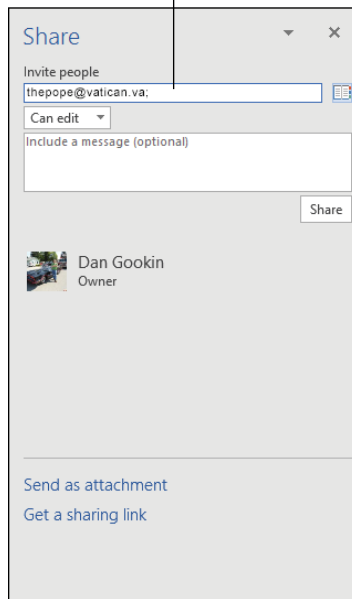 Share
Invite people
thepope@vatican.va;
Can edit
Include a message (optional)
Share
Dan Gookin
Owner
Send as attachment
Get a sharing link